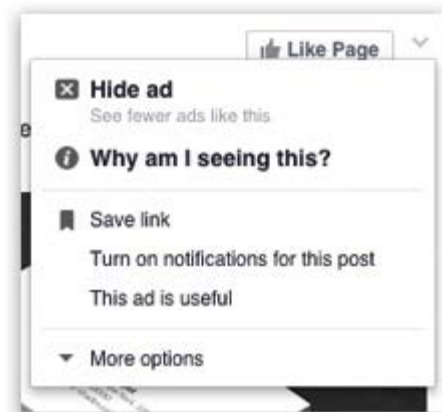 Like Page
Hide ad
See fewer ads like this
e
Why am I seeing this?
Save link
Turn on notifications for this post
This ad is useful
More options